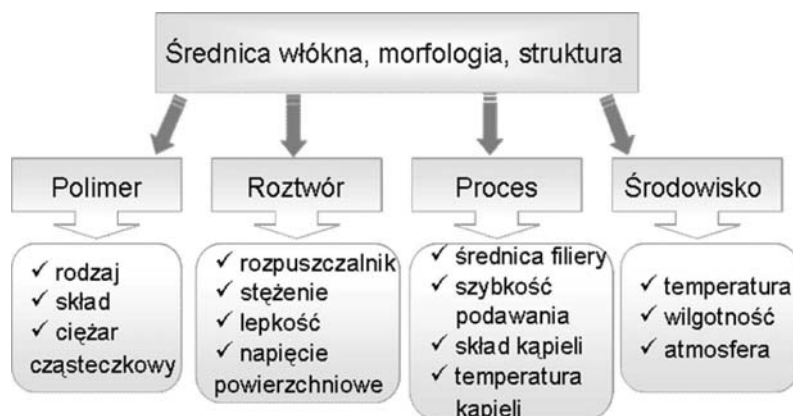 Średnica włókna, morfologia, struktura
Polimer
✓ rodzaj
✓ skład
✓ ciężar
cząsteczkowy
Roztwór
✓ rozpuszczalnik
✓ stężenie
✓ lepkość
✓ napięcie
powierzchniowe
Proces
✓ średnica filiery
✓ szybkość
podawania
✓ skład kąpieli
✓ temperatura
kąpieli
Środowisko
✓ temperatura
✓ wilgotność
✓ atmosfera